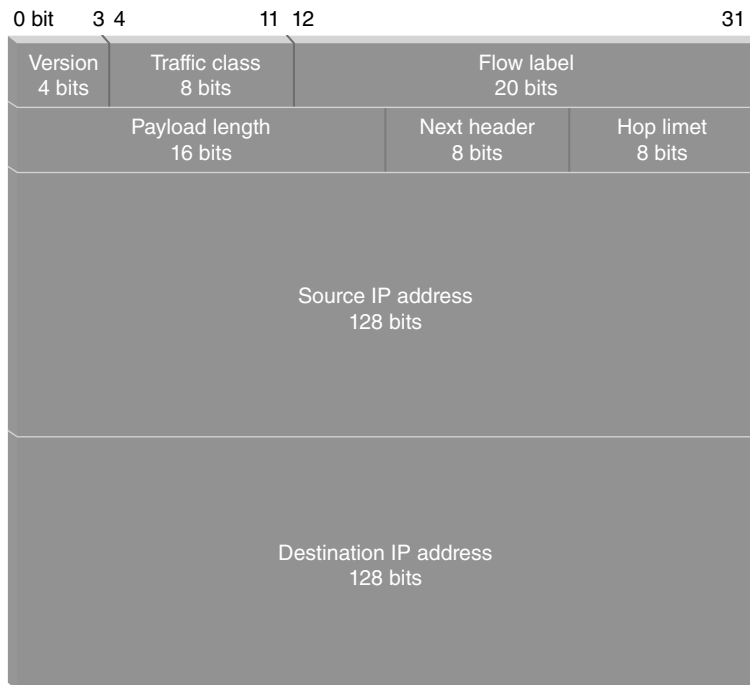 0 bit 3 4 11 12 31
Version Traffic class Flow label
4 bits 8 bits 20 bits
Payload length Next header Hop limet
16 bits 8 bits 8 bits
Source IP address
128 bits
Destination IP address
128 bits